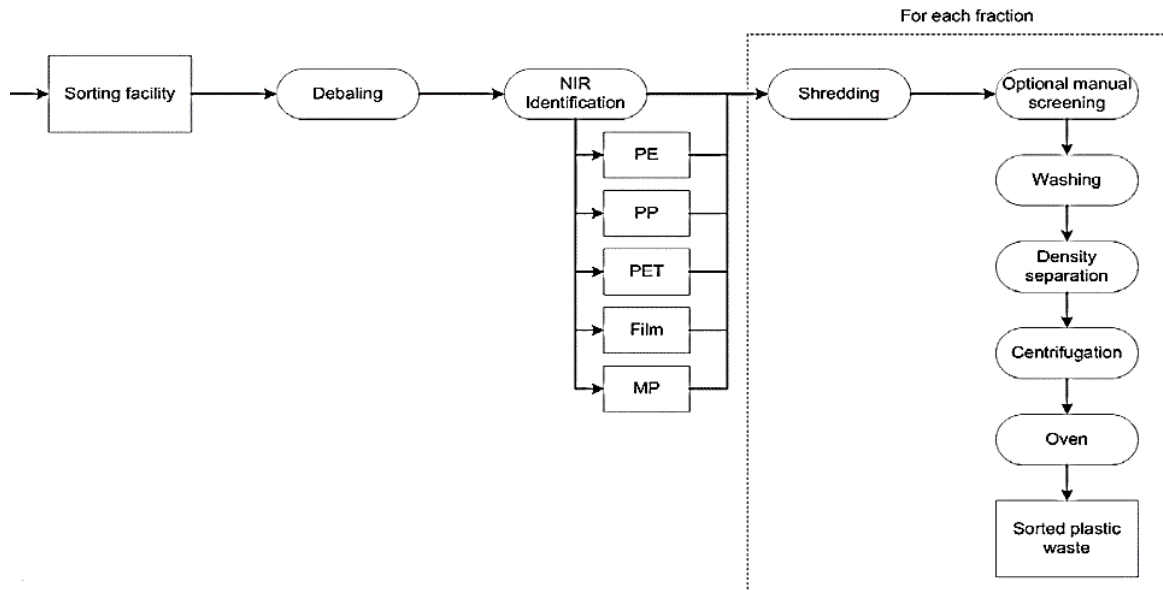 For each fraction
Sorting facility
Debaling
NIR
Identification
Shredding
Optional manual
screening
PE
PP
PET
Film
MP
Washing
Density
separation
Centrifugation
Oven
Sorted plastic
waste